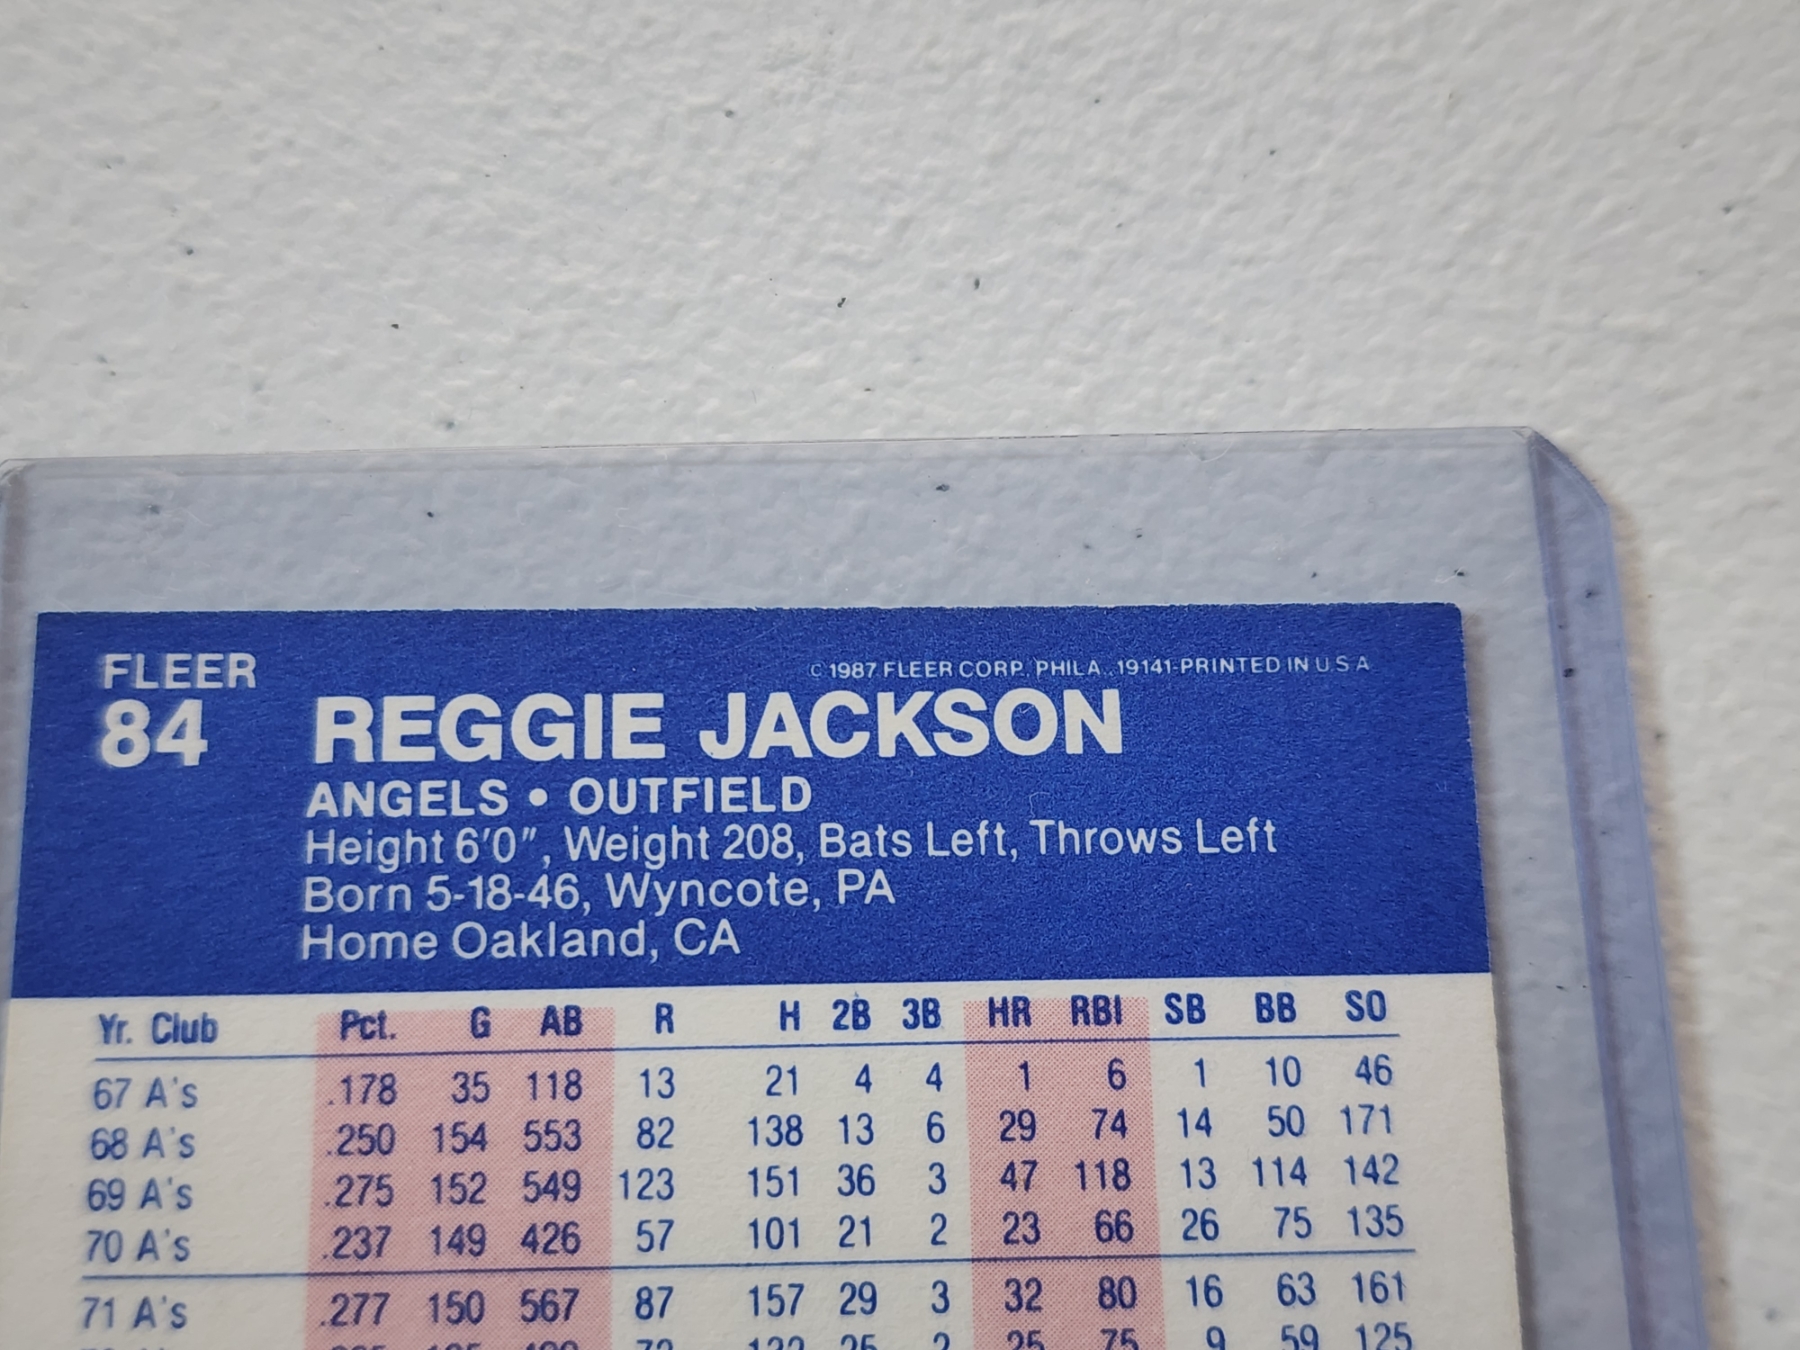 FLEER
© 1987 FLEER CORP. PHILA., 19141-PRINTED IN U S A
84 REGGIE JACKSON
ANGELS • OUTFIELD
Height 6'0", Weight 208, Bats Left, Throws Left
Born 5-18-46, Wyncote, PA
Home Oakland, CA
Yr. Club Pct. G AB R H 2B 3B HR RBI SB BB SO
67 A's .178 35 118 13 21 4 4 1 6 1 10 46
68 A's .250 154 553 82 138 13 6 29 74 14 50 171
69 A's .275 152 549 123 151 36 3 47 118 13 114 142
70 A's .237 149 426 57 101 21 2 23 66 26 75 135
71 A's .277 150 567 87 157 29 3 32 80 16 63 161
25 75 9 59 125